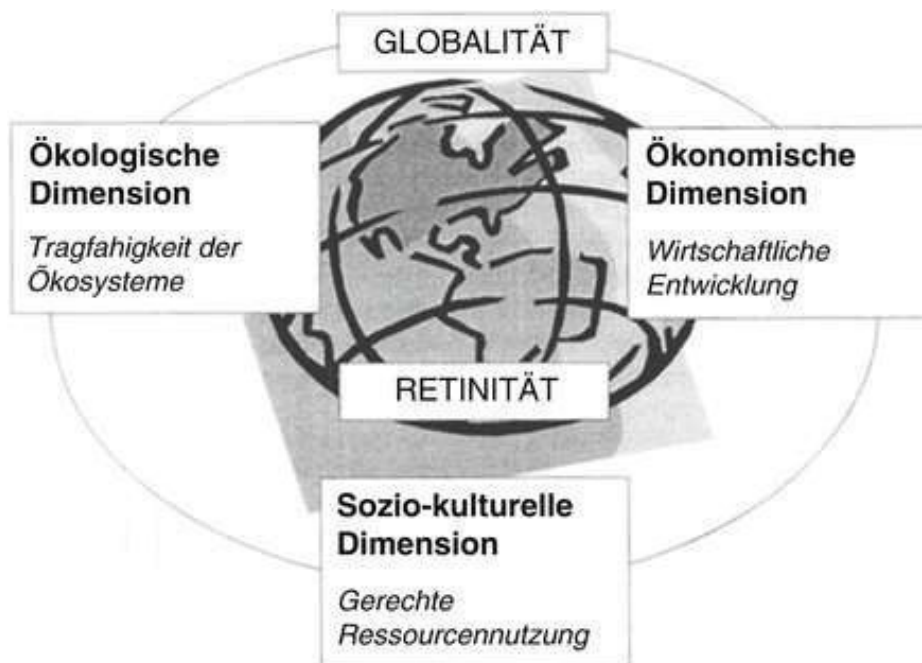 GLOBALITÄT
Ökologische
Dimension
Tragfahigkeit der
Ökosysteme
Ökonomische
Dimension
Wirtschaftliche
Entwicklung
RETINITÄT
Sozio-kulturelle
Dimension
Gerechte
Ressourcennutzung